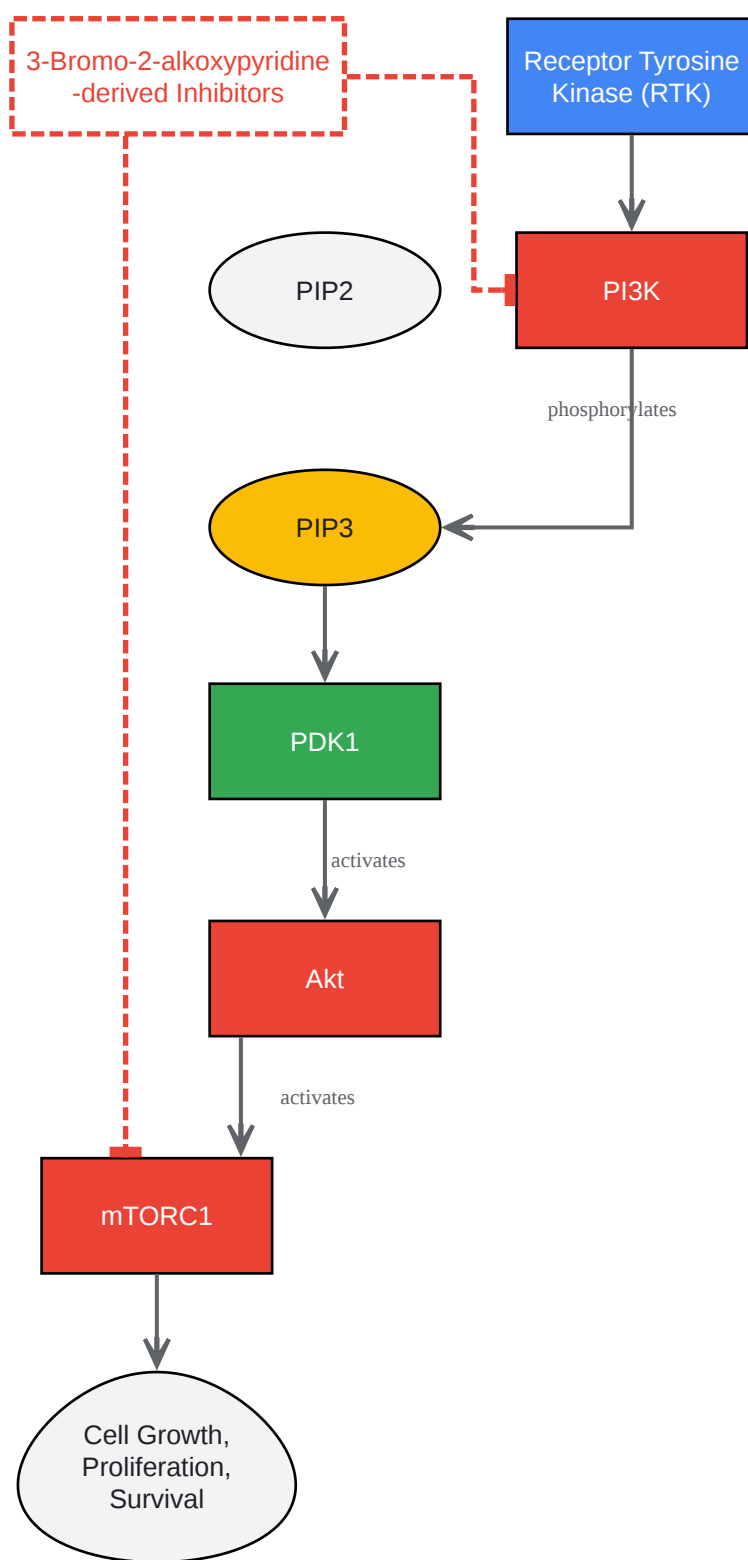 3-Bromo-2-alkoxypyridine
-derived Inhibitors
Receptor Tyrosine
Kinase (RTK)
PIP2
PI3K
phosphorylates
PIP3
PDK1
activates
Akt
activates
mTORC1
Cell Growth,
Proliferation,
Survival